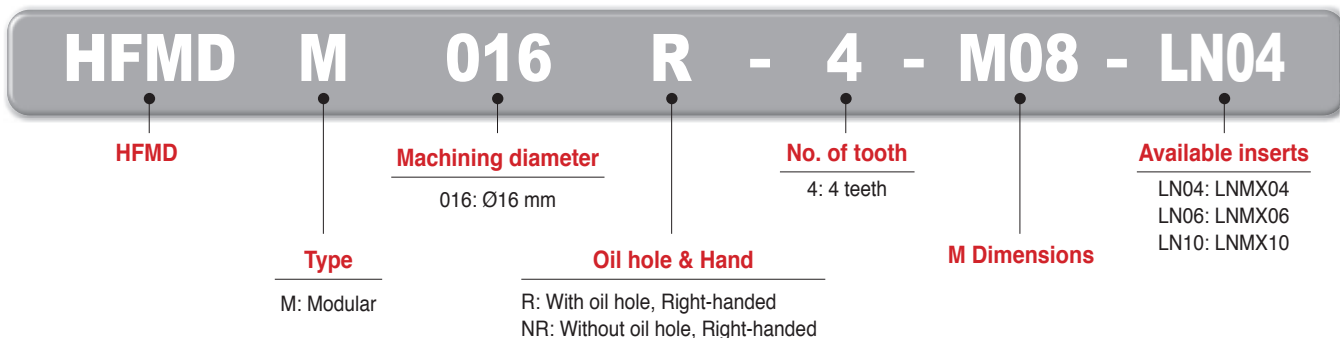 HFMD M 016 R - 4 - M08 - LN04
HFMD
Machining diameter
016: Ø16 mm
No. of tooth
4: 4 teeth
Available inserts
LN04: LNMX04
LN06: LNMX06
LN10: LNMX10
Type
M: Modular
Oil hole & Hand
R: With oil hole, Right-handed
NR: Without oil hole, Right-handed
M Dimensions